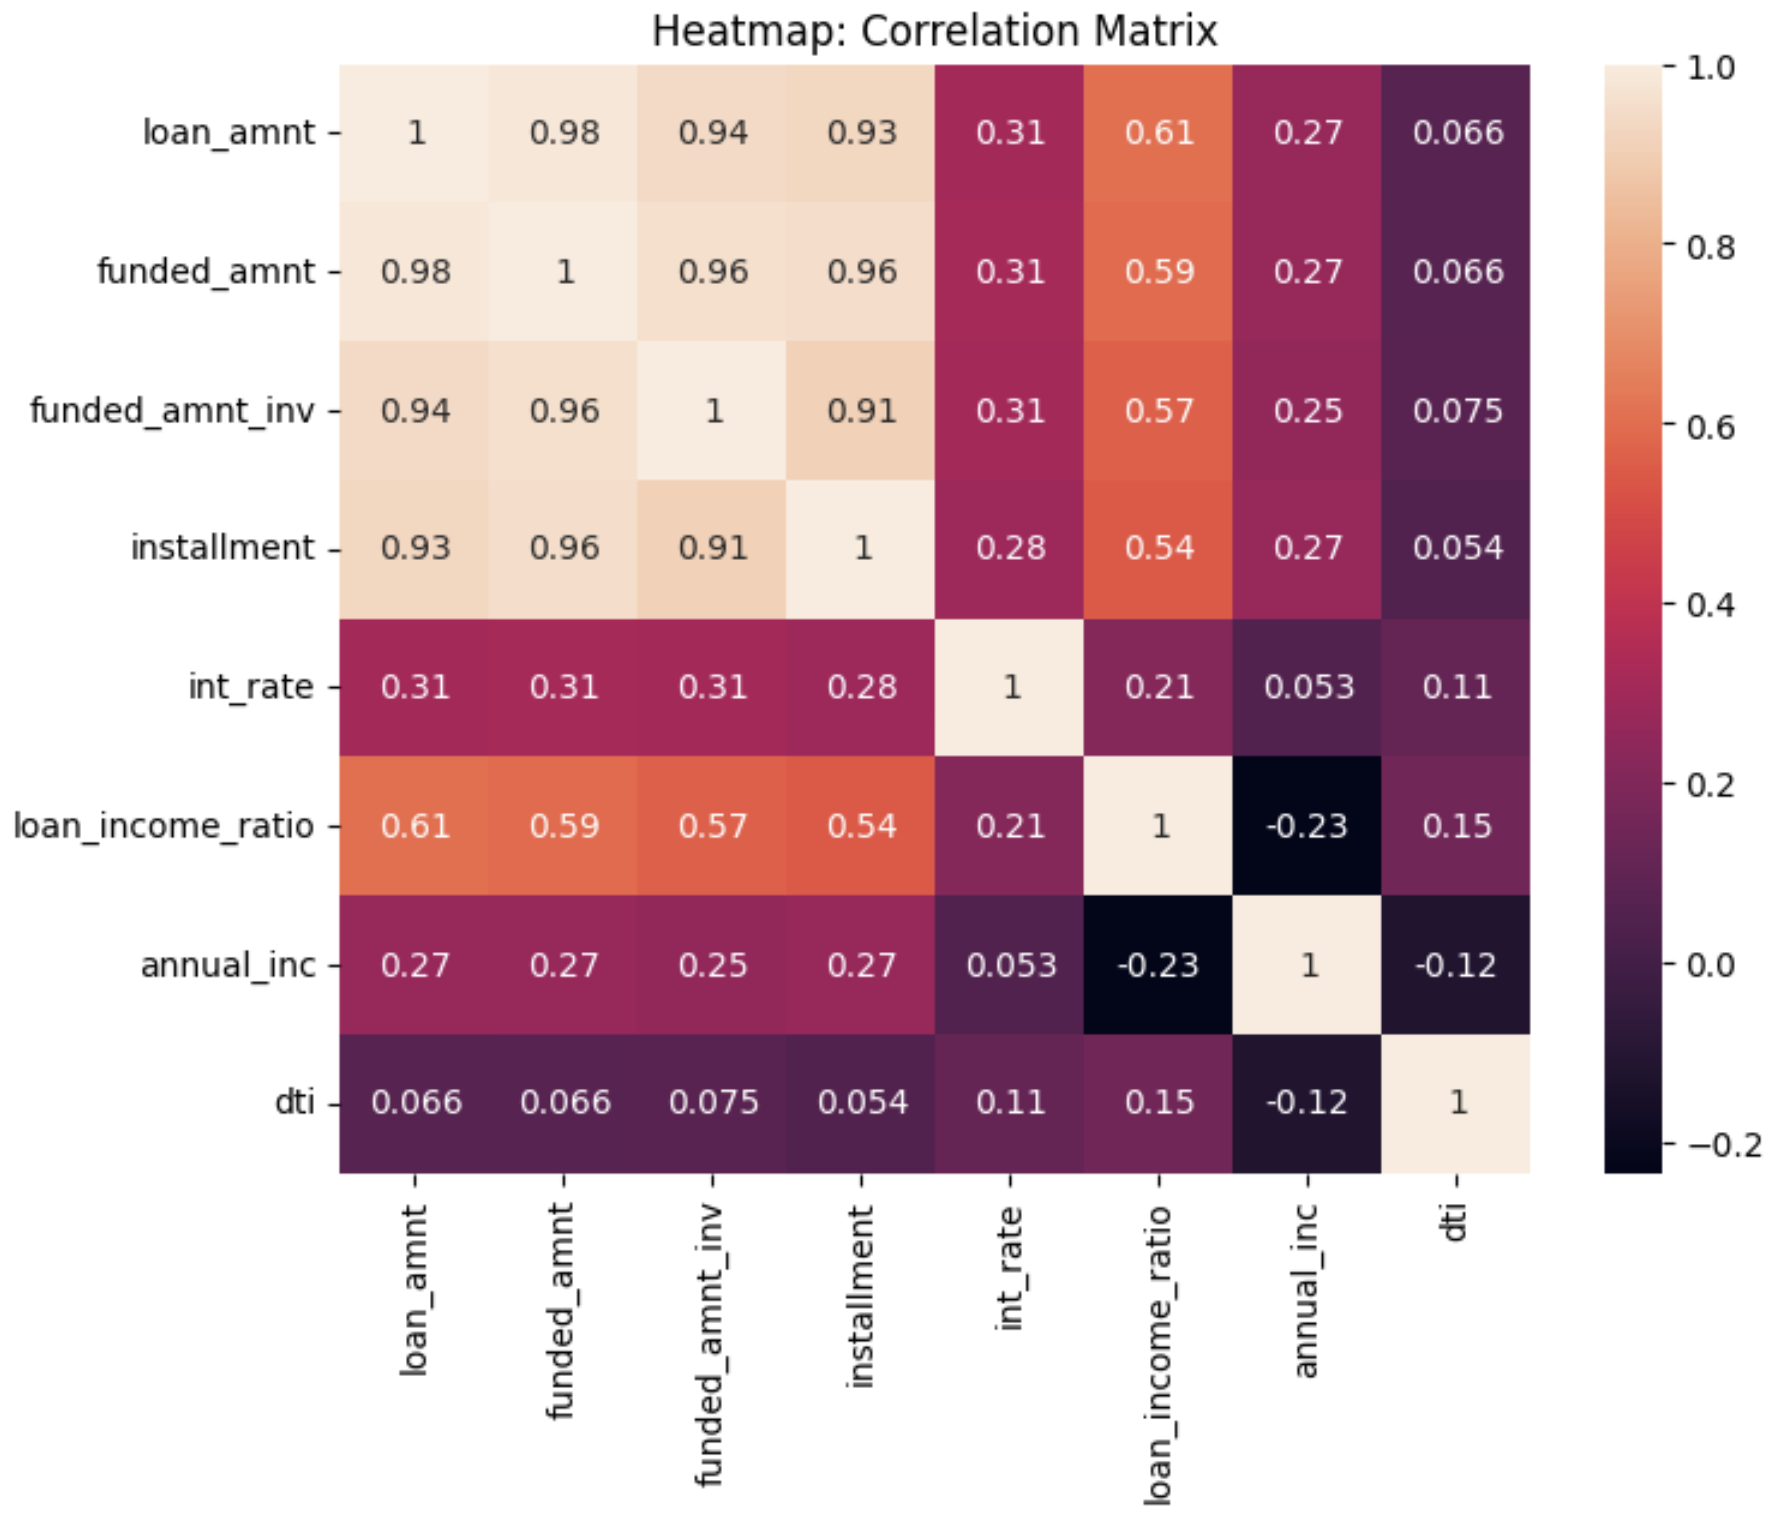 Heatmap: Correlation Matrix
loan_amnt 1 0.98 0.94 0.93 0.31 0.61 0.27 0.066
funded_amnt 0.98 1 0.96 0.96 0.31 0.59 0.27 0.066
funded_amnt_inv 0.94 0.96 1 0.91 0.31 0.57 0.25 0.075
installment 0.93 0.96 0.91 1 0.28 0.54 0.27 0.054
int_rate 0.31 0.31 0.31 0.28 1 0.21 0.053 0.11
loan_income_ratio 0.61 0.59 0.57 0.54 0.21 1 -0.23 0.15
annual_inc 0.27 0.27 0.25 0.27 0.053 -0.23 1 -0.12
dti 0.066 0.066 0.075 0.054 0.11 0.15 -0.12 1
loan_amnt
funded_amnt
funded_amnt_inv
installment
int_rate
loan_income_ratio
annual_inc
dti
1.0
0.8
0.6
0.4
0.2
0.0
−0.2